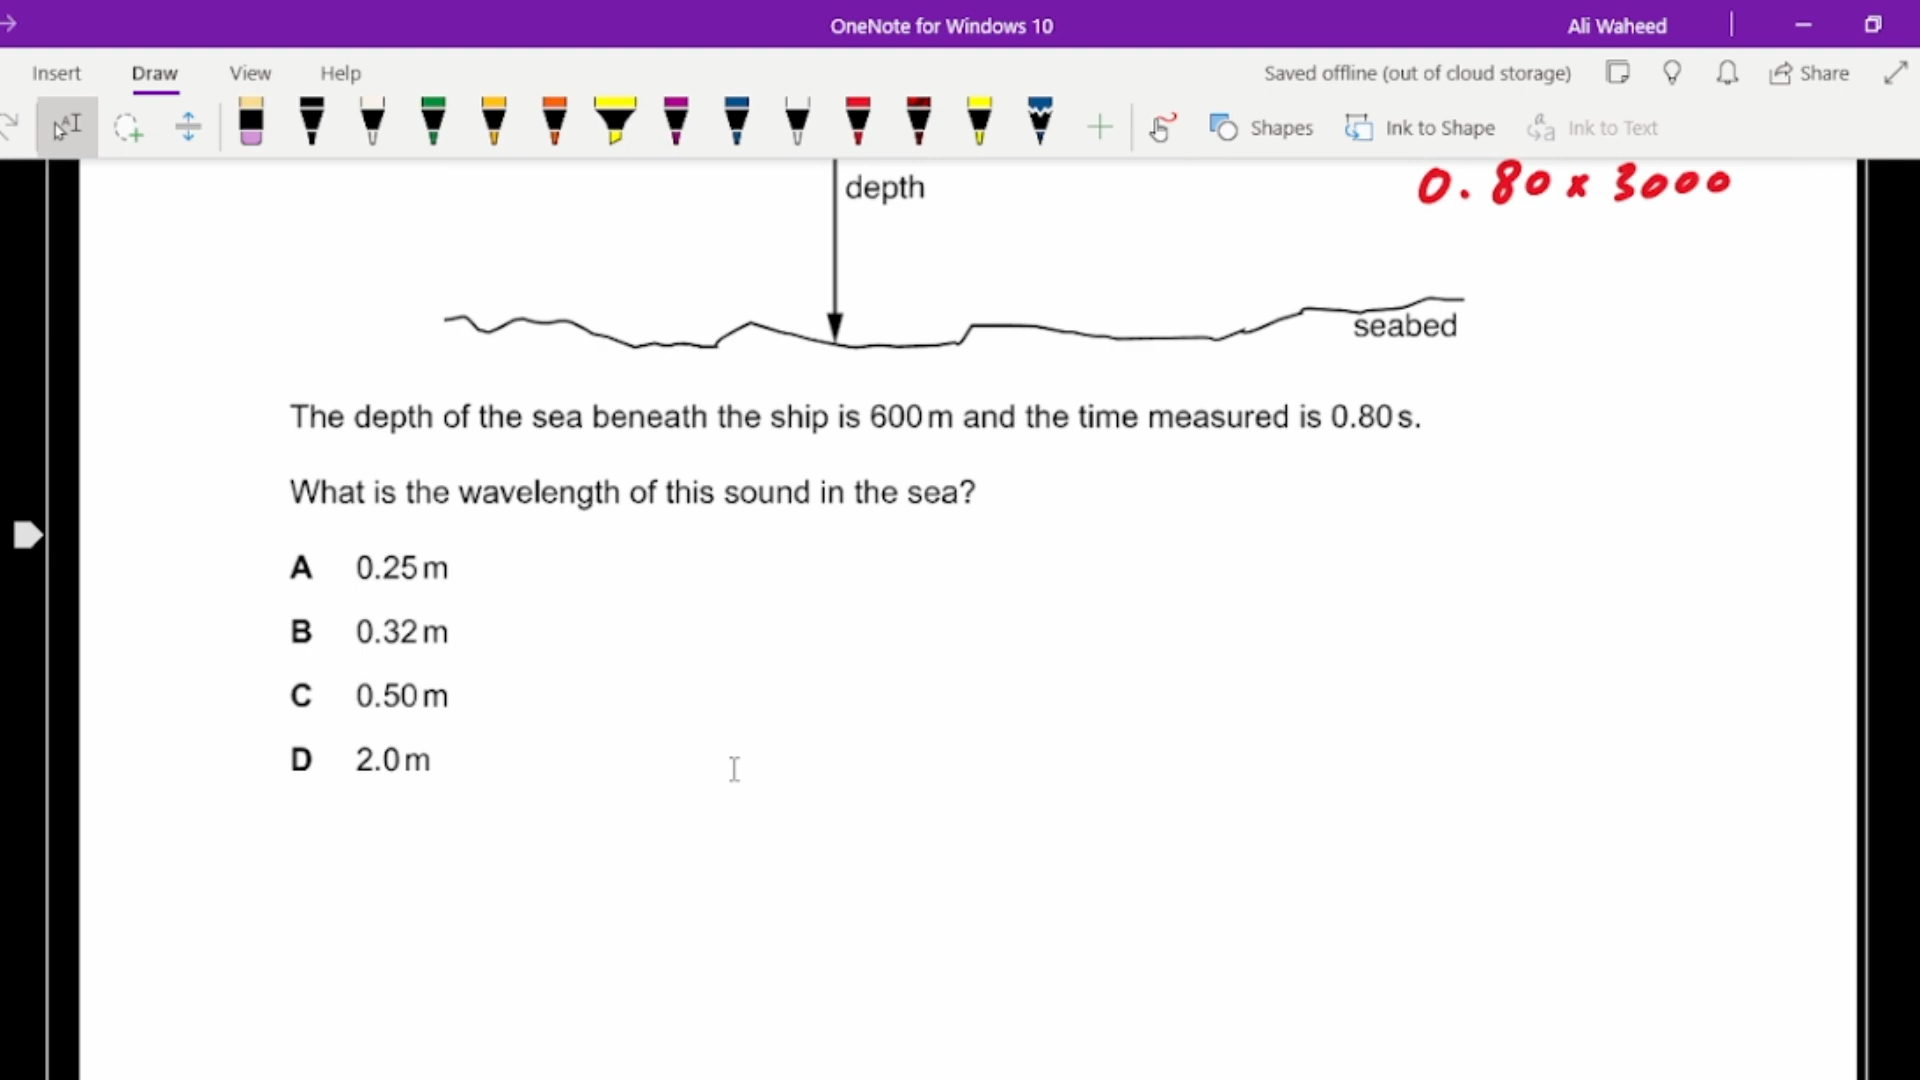 OneNote for Windows 10
Ali Waheed
Insert Draw View Help
Saved offline (out of cloud storage)
Share
Shapes
Ink to Shape
Ink to Text
depth
0.80 x 3000
seabed
The depth of the sea beneath the ship is 600 m and the time measured is 0.80 s.
What is the wavelength of this sound in the sea?
A 0.25 m
B 0.32 m
C 0.50 m
D 2.0 m